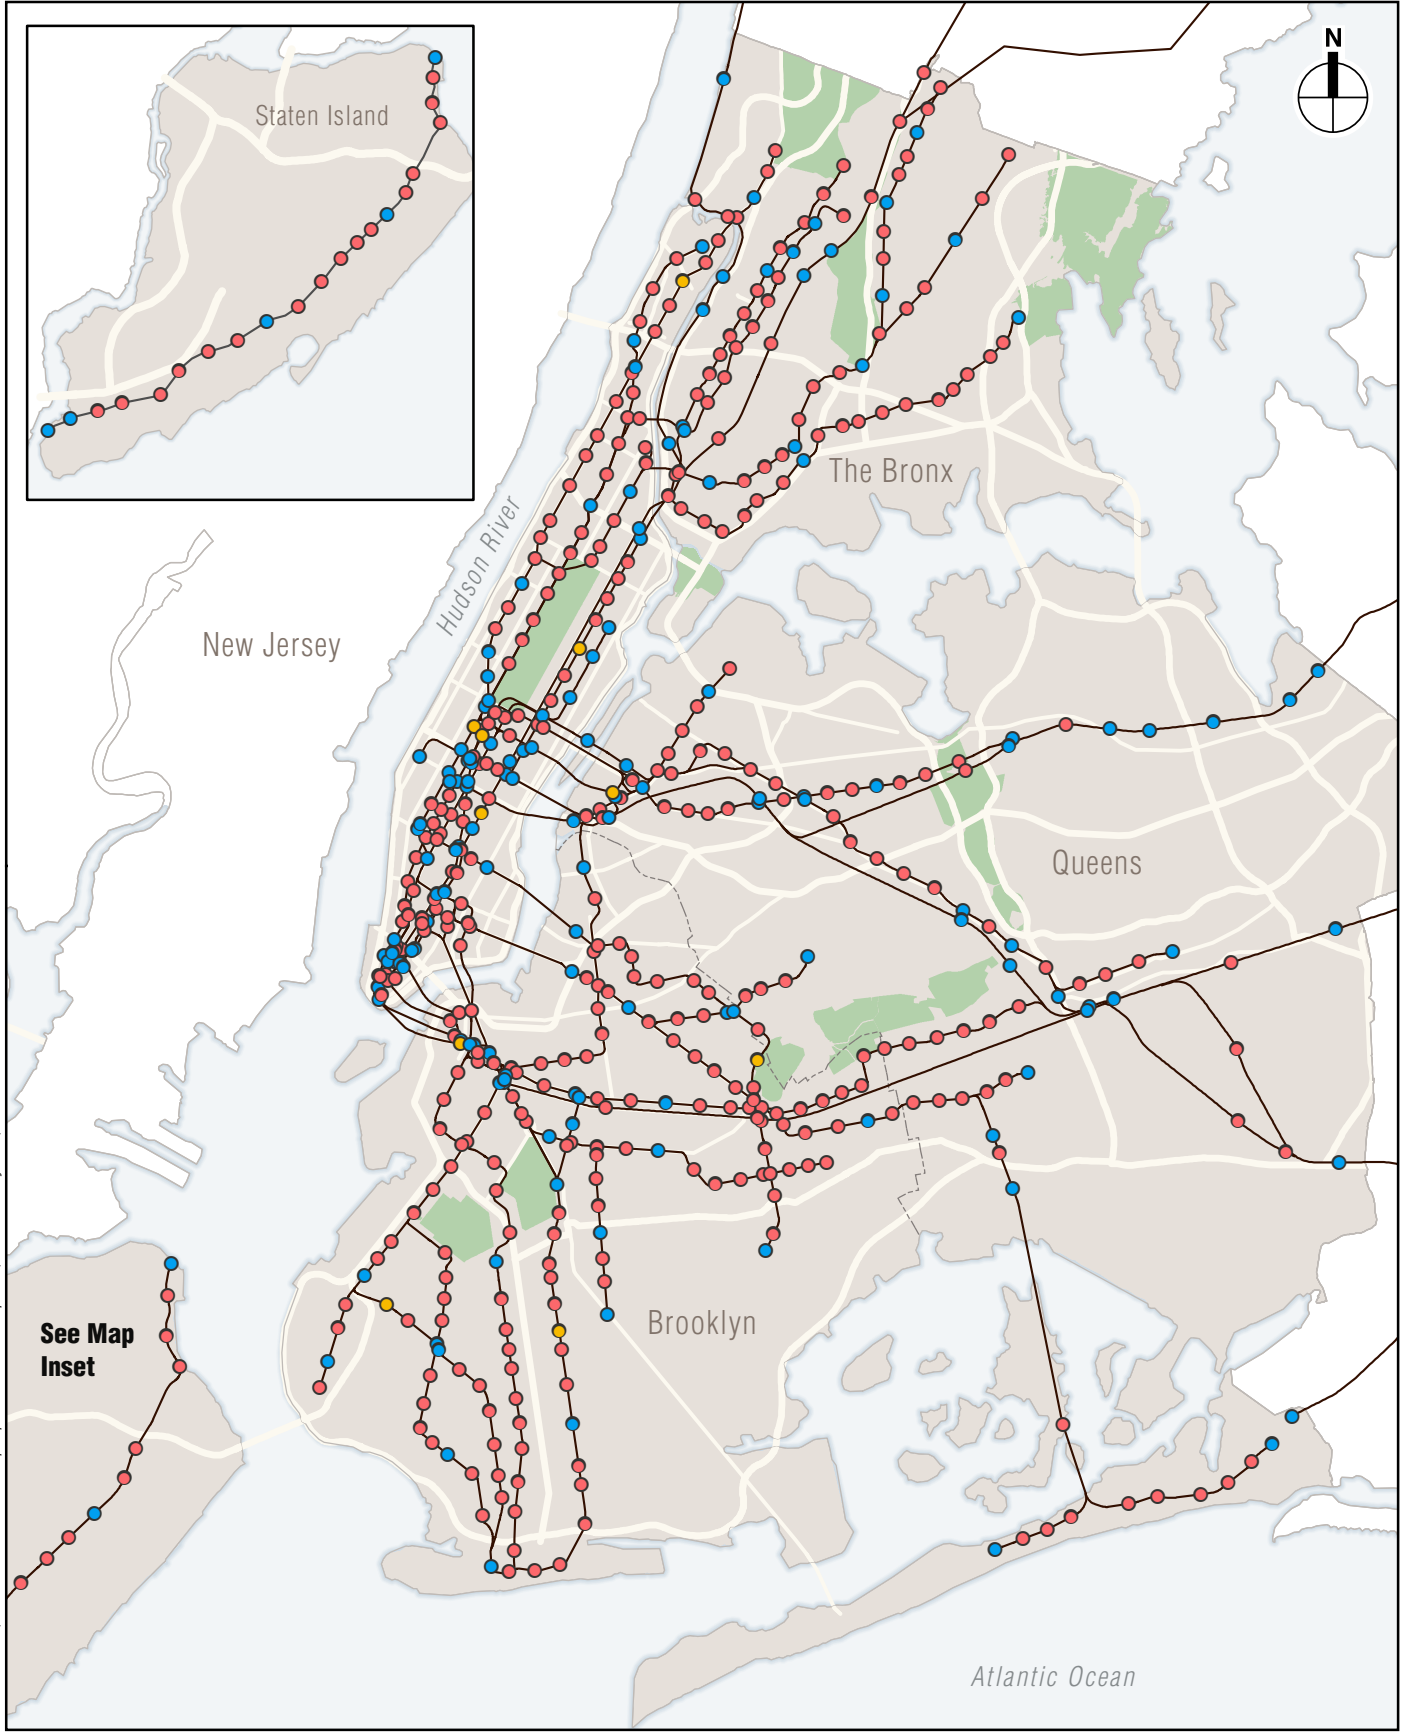 N
Staten Island
The Bronx
Hudson River
New Jersey
Queens
See Map
Inset
Brooklyn
Atlantic Ocean